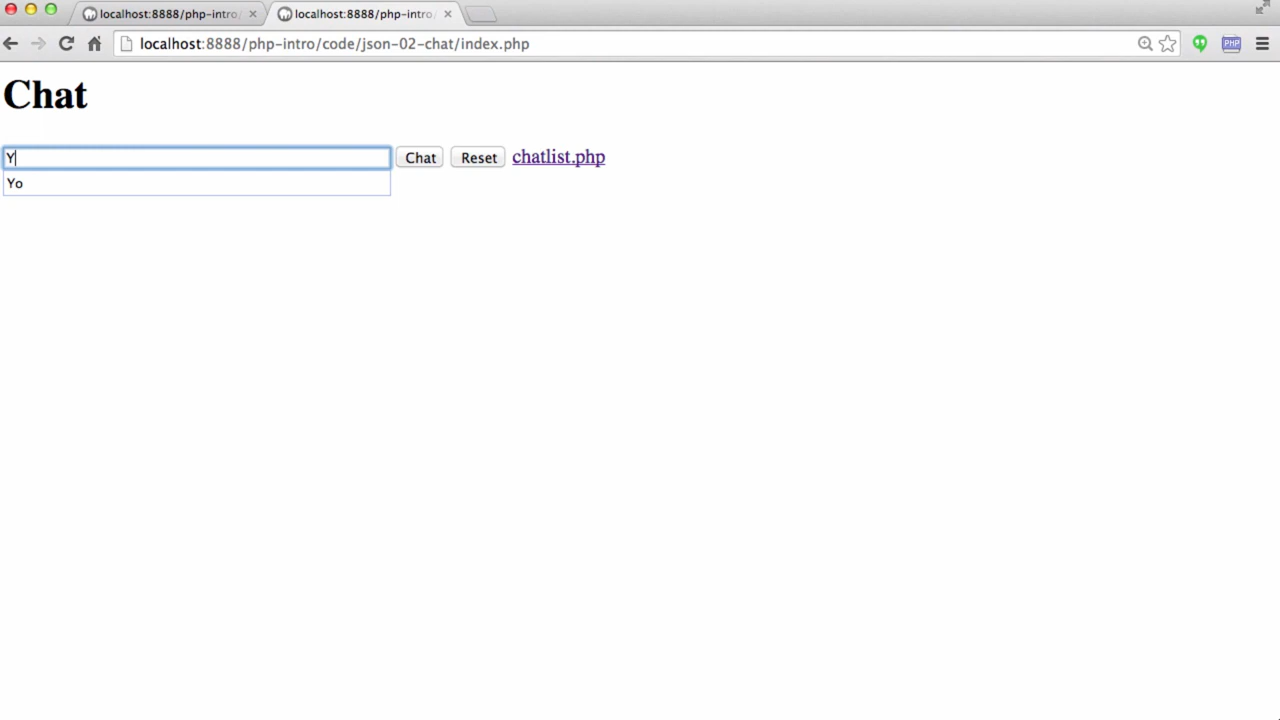 localhost:8888/php-intro/ localhost:8888/php-intro/
localhost:8888/php-intro/code/json-02-chat/index.php PHP
Chat
Y Chat Reset chatlist.php
Yo